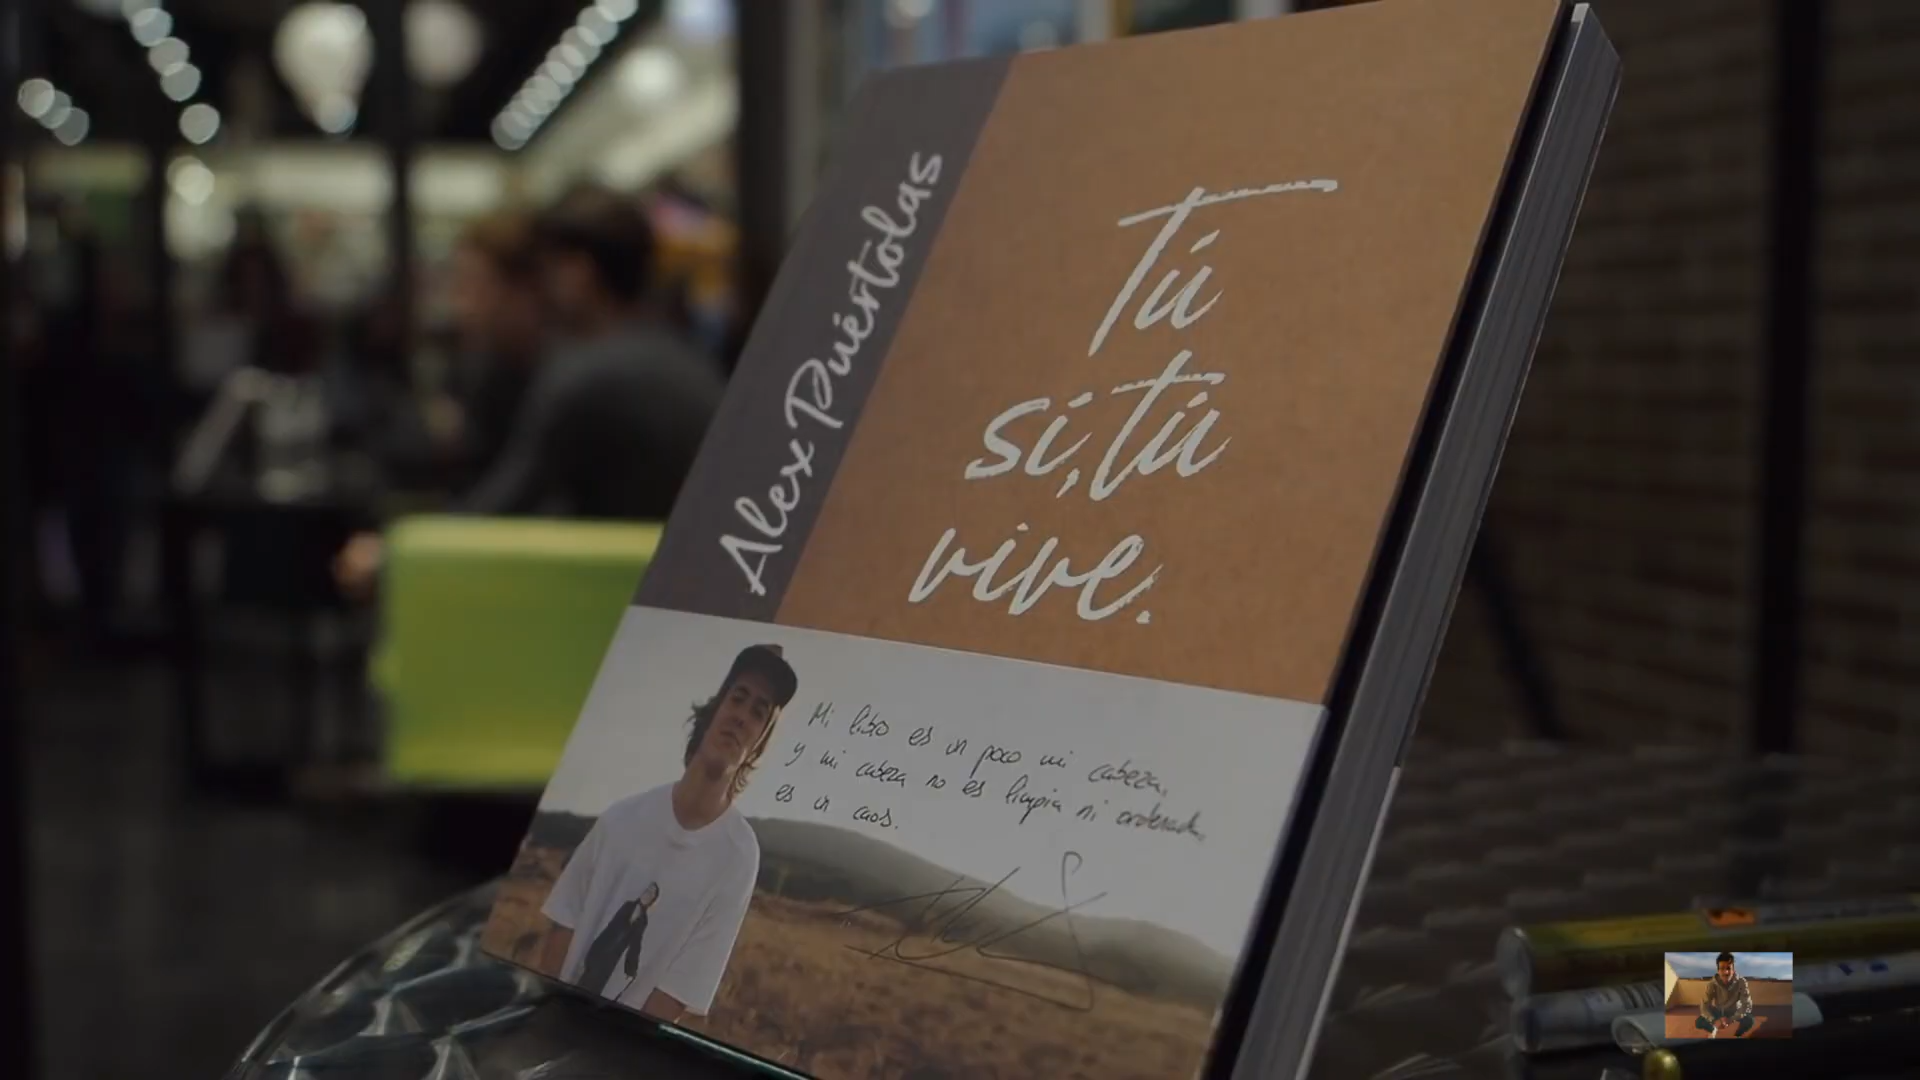 Alex Puértolas
Tú
sí, tú
vive.
Mi libro es un poco mi cabeza,
y mi cabeza no es limpia ni ordenada,
es un caos.